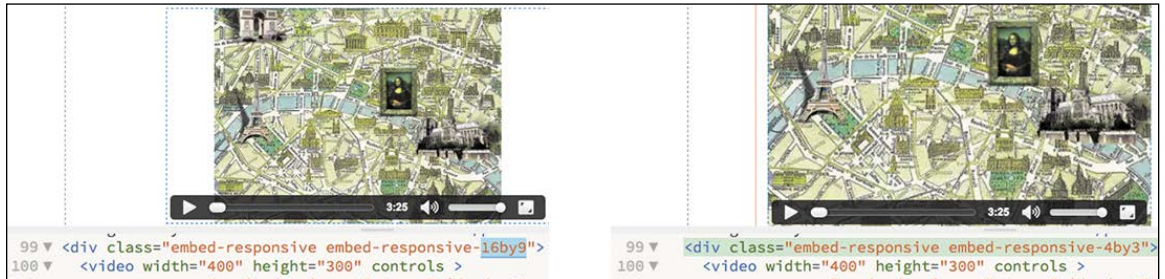 3:25
99 <div class="embed-responsive embed-responsive-16by9">
100 <video width="400" height="300" controls >
3:25
99 <div class="embed-responsive embed-responsive-4by3">
100 <video width="400" height="300" controls >